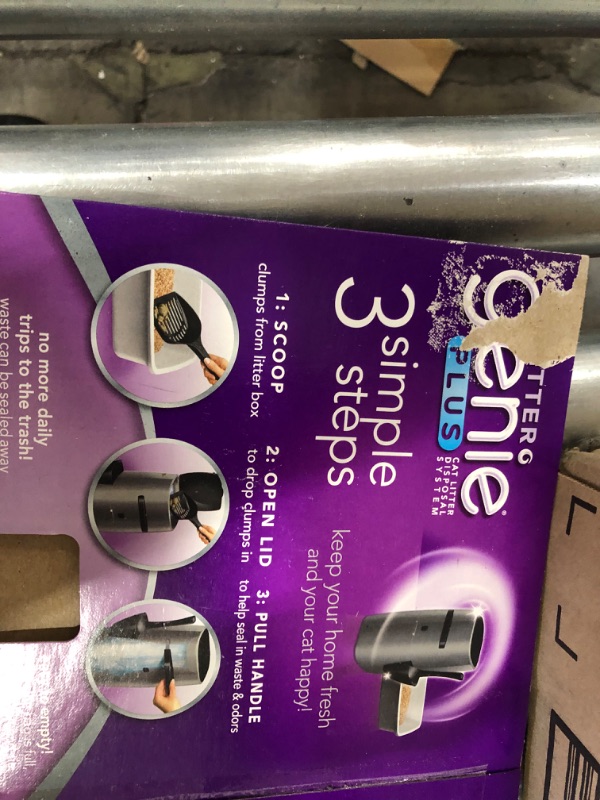 TTER
genie®
PLUS
CAT LITTER
DISPOSAL
SYSTEM
3 simple
steps
keep your home fresh
and your cat happy!
1: SCOOP
clumps from litter box
2: OPEN LID
to drop clumps in
3: PULL HANDLE
to help seal in waste & odors
no more daily
trips to the trash!
waste can be sealed away
empty!
full